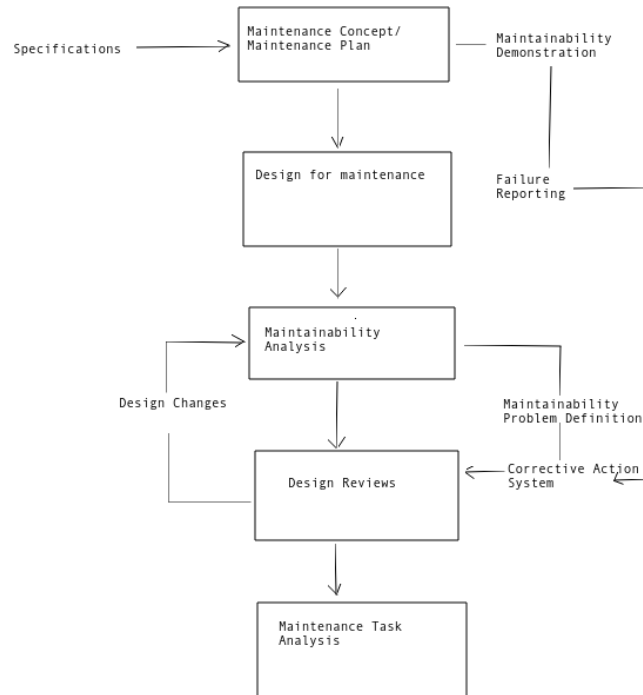 Maintenance Concept/
Maintenance Plan
Specifications
Maintainability
Demonstration
Design for maintenance
Failure
Reporting
Maintainability
Analysis
Design Changes
Maintainability
Problem Definition
Corrective Action
System
Design Reviews
Maintenance Task
Analysis